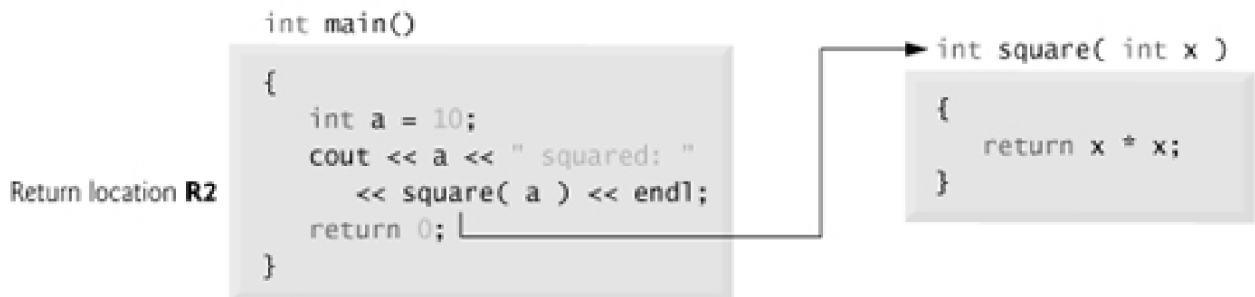 int main()
{
int a = 10;
cout << a << " squared: "
Return location R2
<< square( a ) << endl;
return 0;
}
int square( int x )
{
return x * x;
}